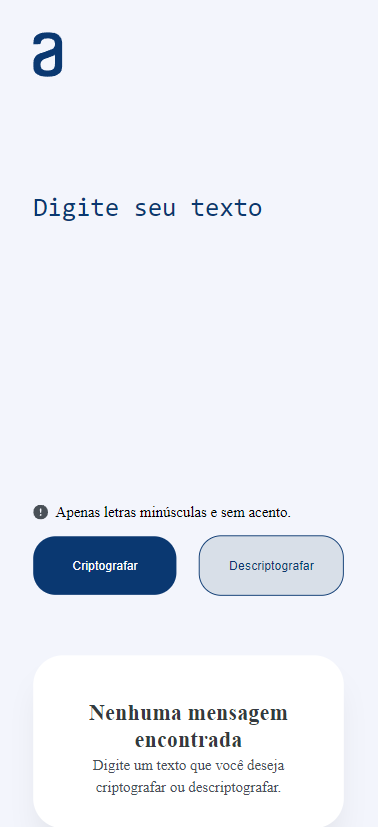 a
Digite seu texto
Apenas letras minúsculas e sem acento.
Criptografar
Descriptografar
Nenhuma mensagem
encontrada
Digite um texto que você deseja
criptografar ou descriptografar.